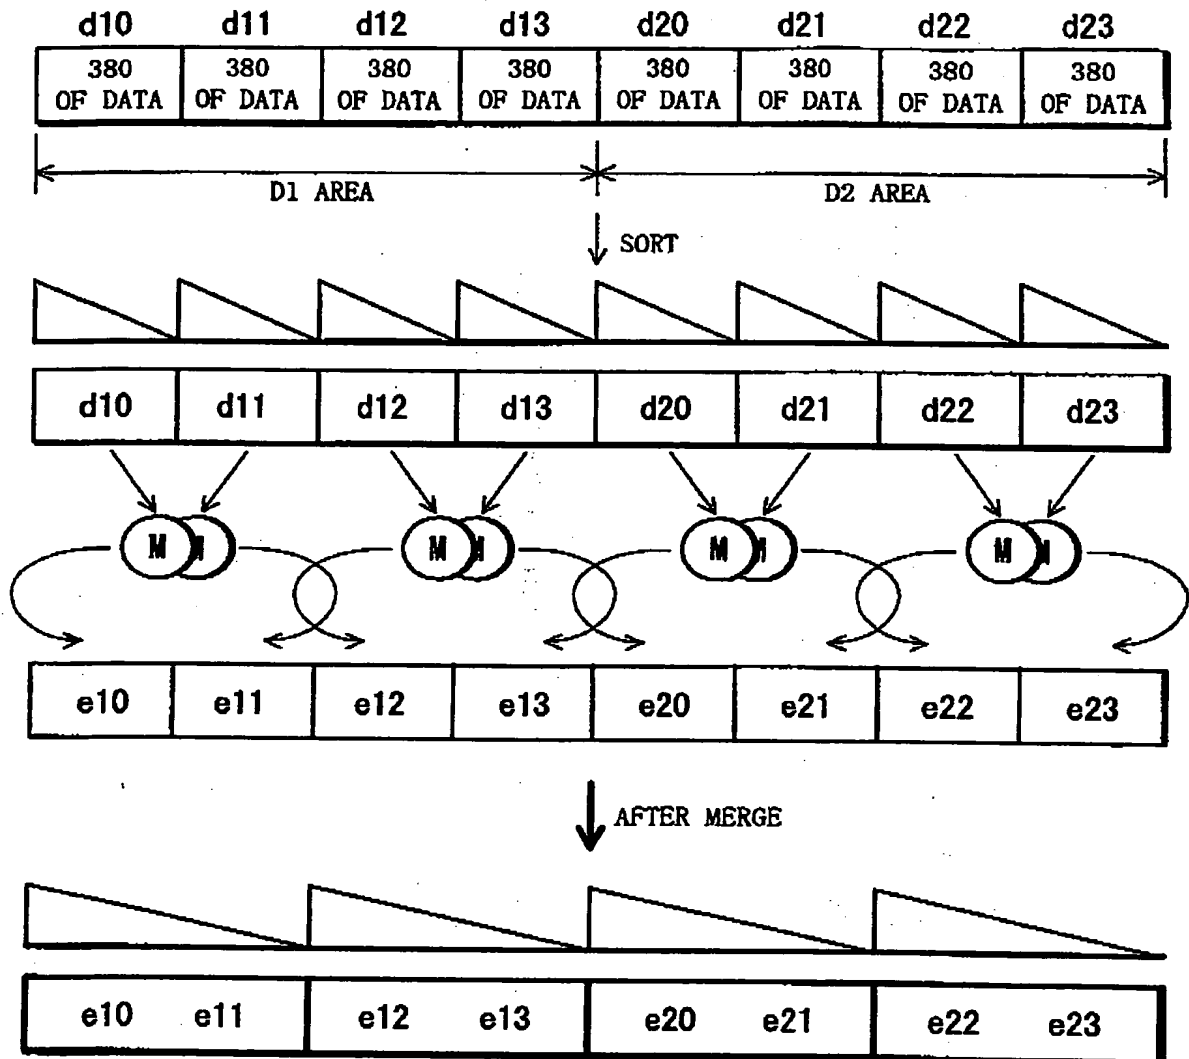 d10 d11 d12 d13 d20 d21 d22 d23
380 380 380 380 380 380 380 380
OF DATA OF DATA OF DATA OF DATA OF DATA OF DATA OF DATA OF DATA
D1 AREA D2 AREA
SORT
d10 d11 d12 d13 d20 d21 d22 d23
M M M M M M M M
e10 e11 e12 e13 e20 e21 e22 e23
AFTER MERGE
e10 e11 e12 e13 e20 e21 e22 e23